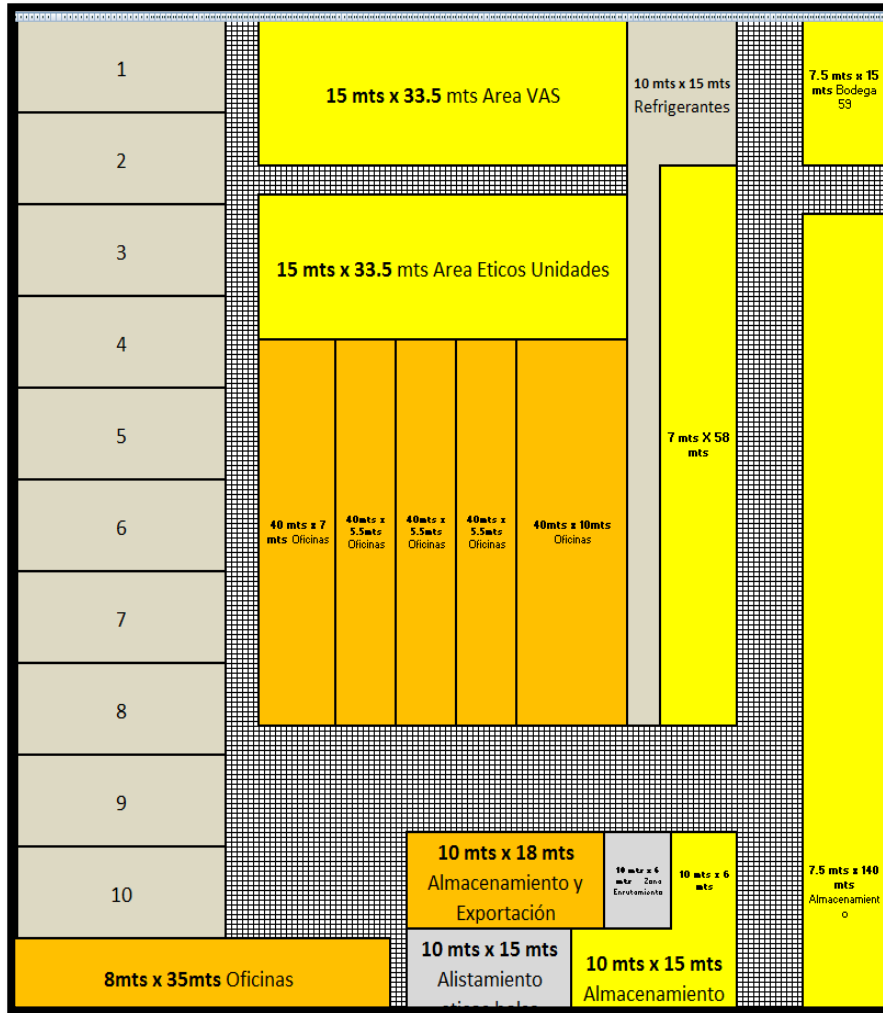 1
15 mts x 33.5 mts Area VAS
10 mts x 15 mts
Refrigerantes
7.5 mts x 15
mts Bodega
59
2
3
15 mts x 33.5 mts Area Eticos Unidades
4
5
7 mts X 58
mts
6
40 mts x 7
mts Oficinas
40mts x
5.5mts
Oficinas
40mts x
5.5mts
Oficinas
40mts x
5.5mts
Oficinas
40mts x 10mts
Oficinas
7
8
9
10
10 mts x 18 mts
Almacenamiento y
Exportación
10 mts x 6
mts Zona
Enrutamiento
10 mts x 6
mts
7.5 mts x 140
mts
Almacenamient
o
8mts x 35mts Oficinas
10 mts x 15 mts
Alistamiento
10 mts x 15 mts
Almacenamiento